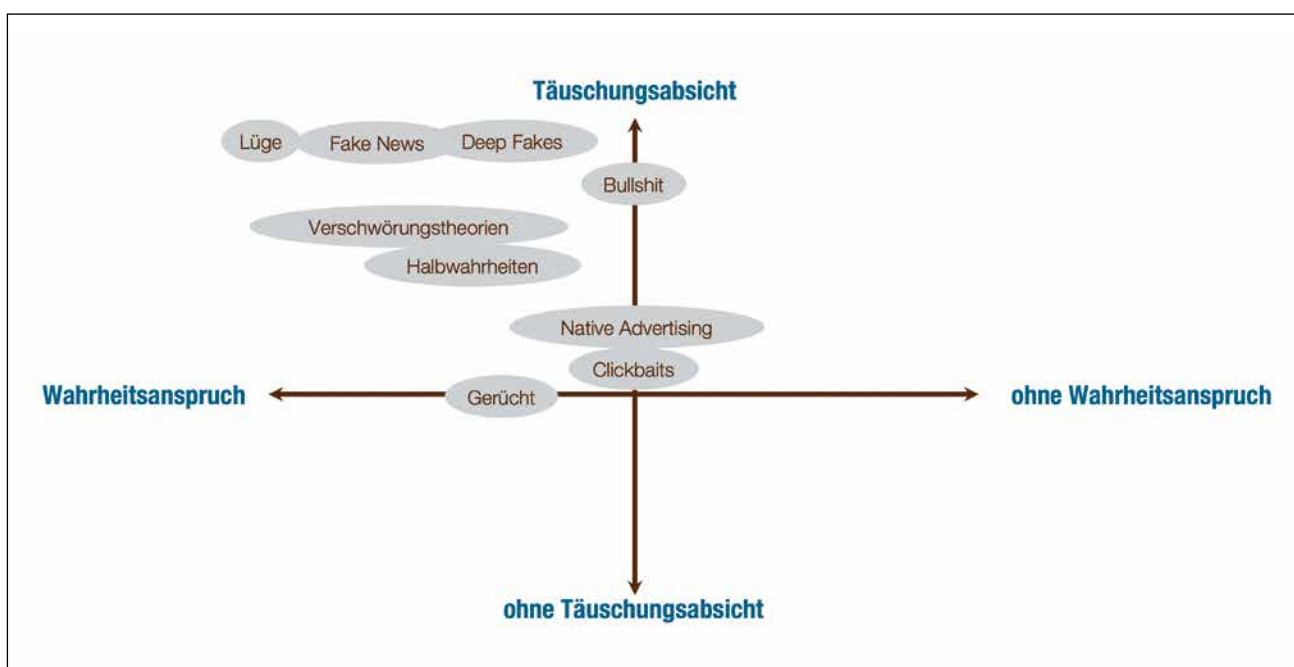 Täuschungsabsicht
Lüge
Fake News
Deep Fakes
Bullshit
Verschwörungstheorien
Halbwahrheiten
Native Advertising
Clickbaits
Wahrheitsanspruch
Gerücht
ohne Wahrheitsanspruch
ohne Täuschungsabsicht